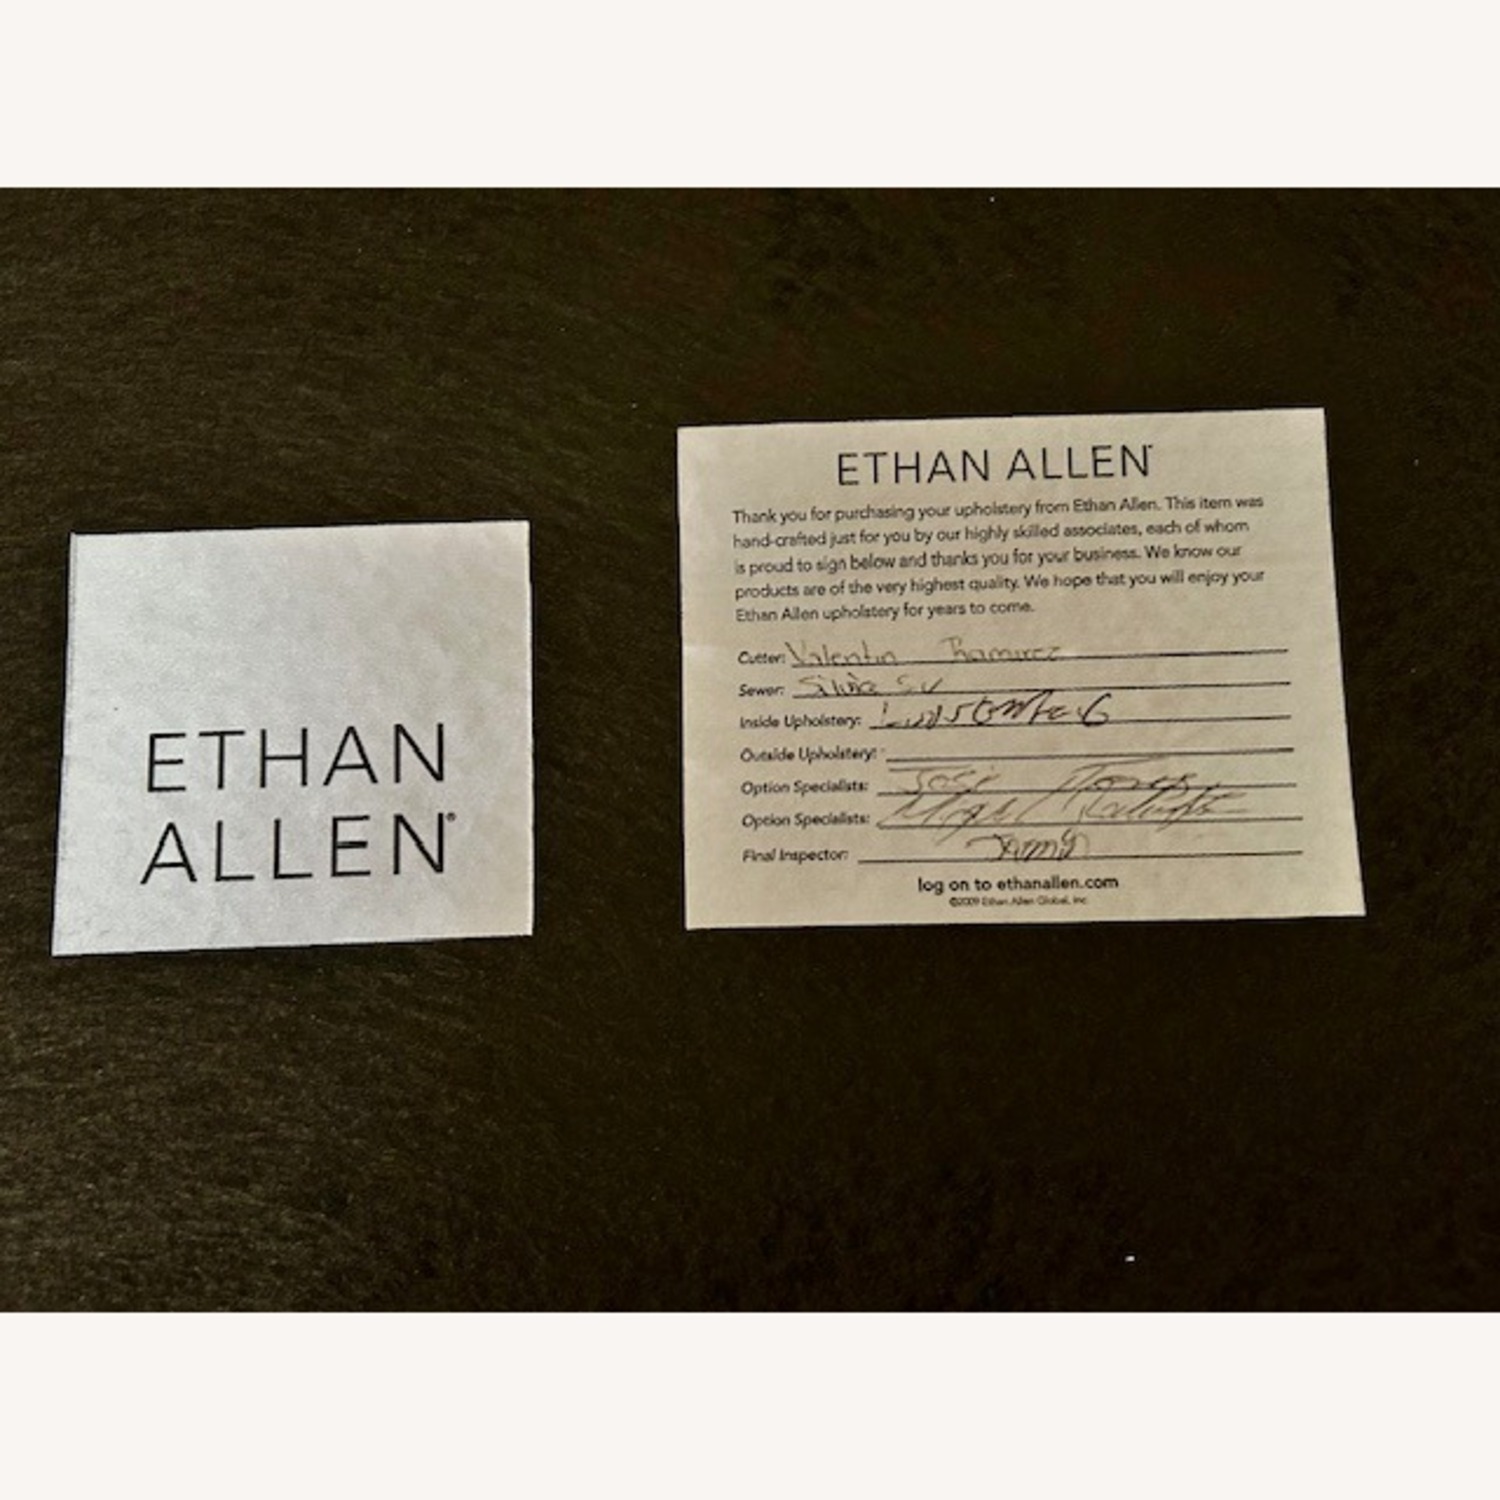 ETHAN
ALLEN®
ETHAN ALLEN
Thank you for purchasing your upholstery from Ethan Allen. This item was
hand-crafted just for you by our highly skilled associates, each of whom
is proud to sign below and thanks you for your business. We know our
products are of the very highest quality. We hope that you will enjoy your
Ethan Allen upholstery for years to come.
Cutter: Valentin Ramirez
Sewer:
Inside Upholstery:
Outside Upholstery:
Option Specialists: Jose
Option Specialists:
Final Inspector:
log on to ethanallen.com
©2009 Ethan Allen Global, Inc.